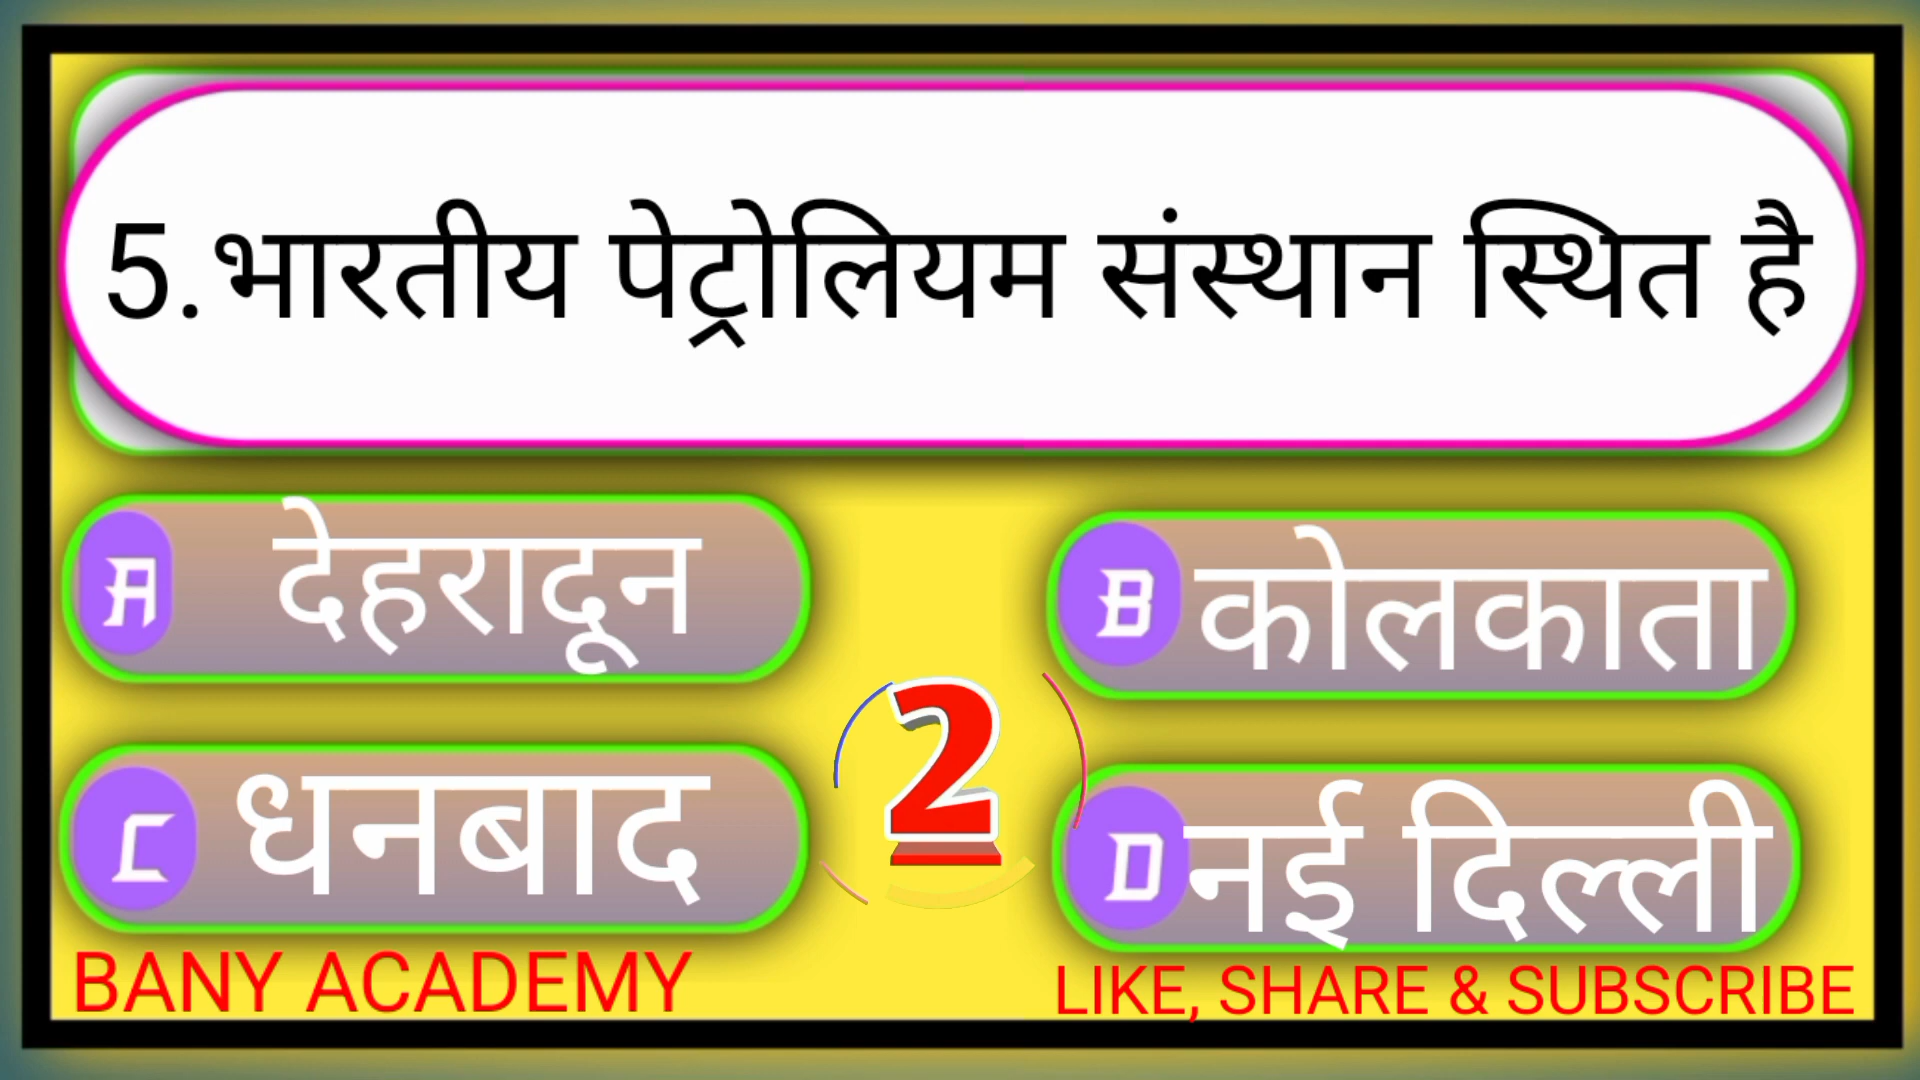 5.भारतीय पेट्रोलियम संस्थान स्थित है
A देहरादून
B कोलकाता
C धनबाद
D नई दिल्ली
2
BANY ACADEMY
LIKE, SHARE & SUBSCRIBE